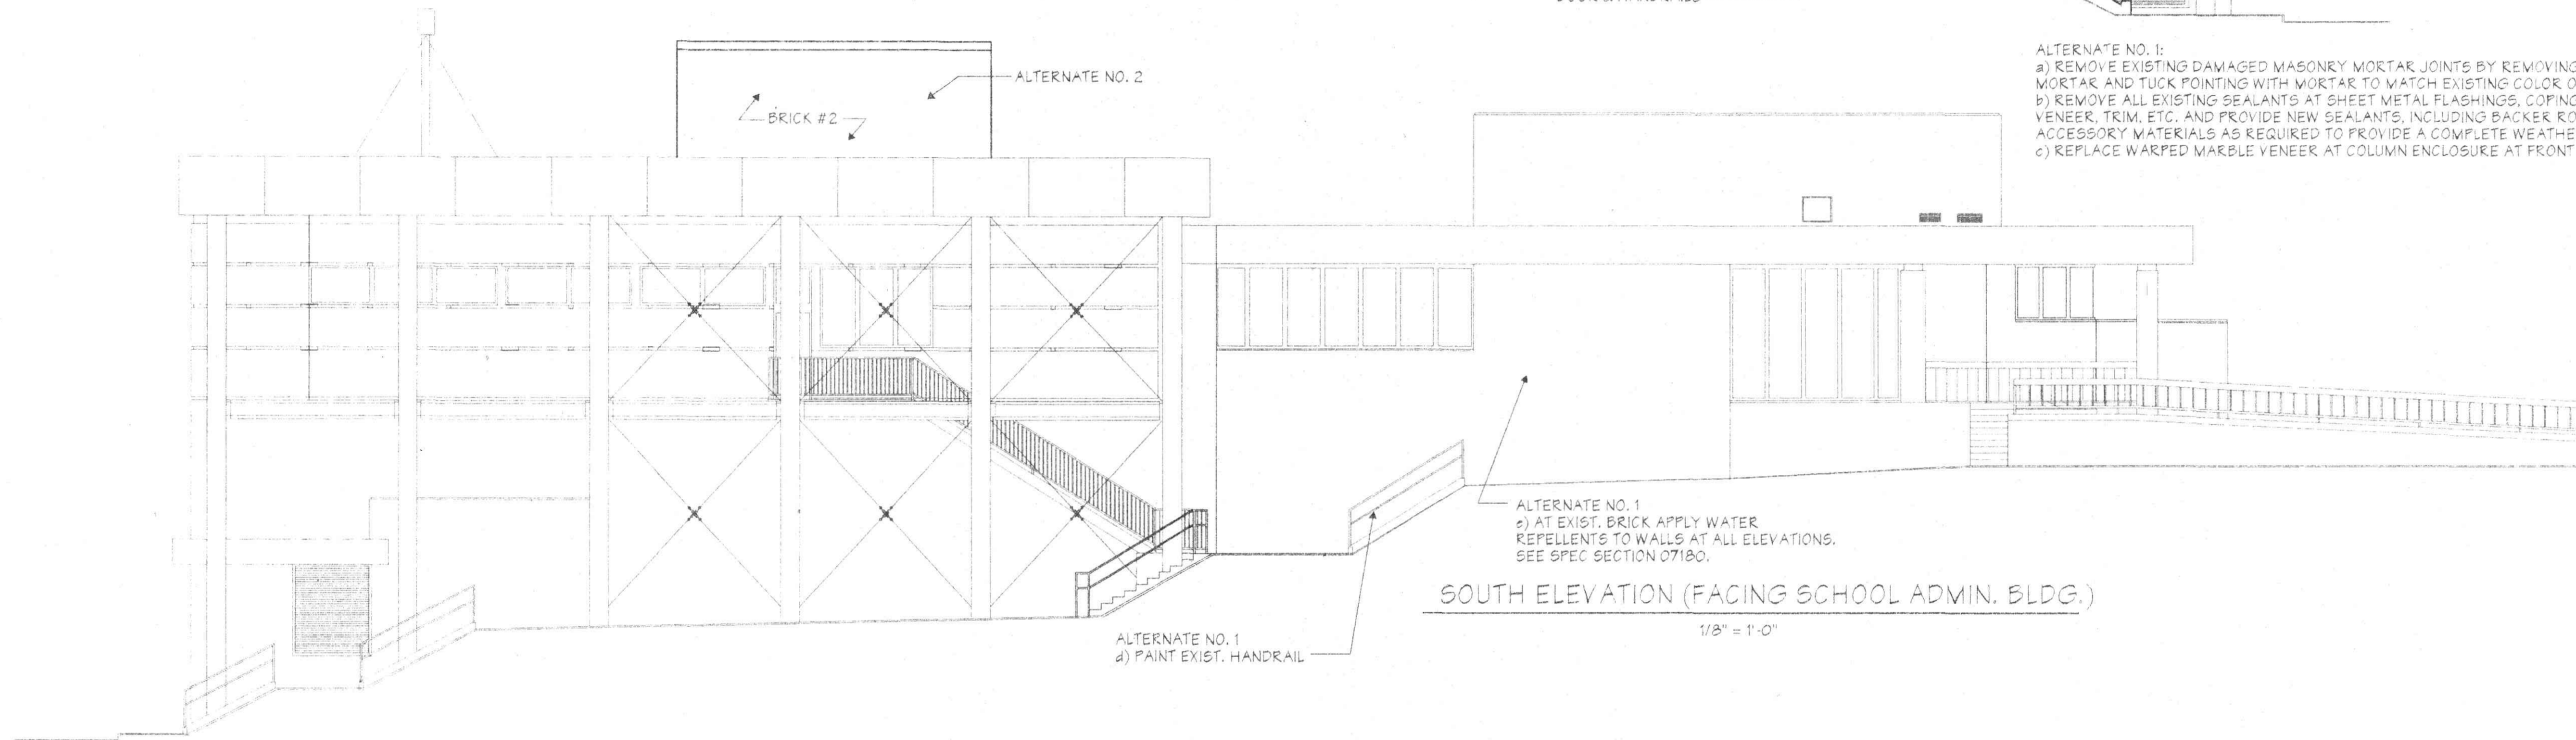 ALTERNATE NO. 1:
a) REMOVE EXISTING DAMAGED MASONRY MORTAR JOINTS BY REMOVING
MORTAR AND TUCK POINTING WITH MORTAR TO MATCH EXISTING COLOR
b) REMOVE ALL EXISTING SEALANTS AT SHEET METAL FLASHINGS, COPING
VENEER, TRIM, ETC. AND PROVIDE NEW SEALANTS, INCLUDING BACKER
ACCESSORY MATERIALS AS REQUIRED TO PROVIDE A COMPLETE
c) REPLACE WARPED MARBLE VENEER AT COLUMN ENCLOSURE AT FRONT
ALTERNATE NO. 2
BRICK #2
ALTERNATE NO. 1
e) AT EXIST. BRICK APPLY WATER
REPELLENTS TO WALLS AT ALL ELEVATIONS.
SEE SPEC SECTION 07180.
SOUTH ELEVATION (FACING SCHOOL ADMIN. BLDG.)
1/8" = 1'-0"
ALTERNATE NO. 1
d) PAINT EXIST. HANDRAIL